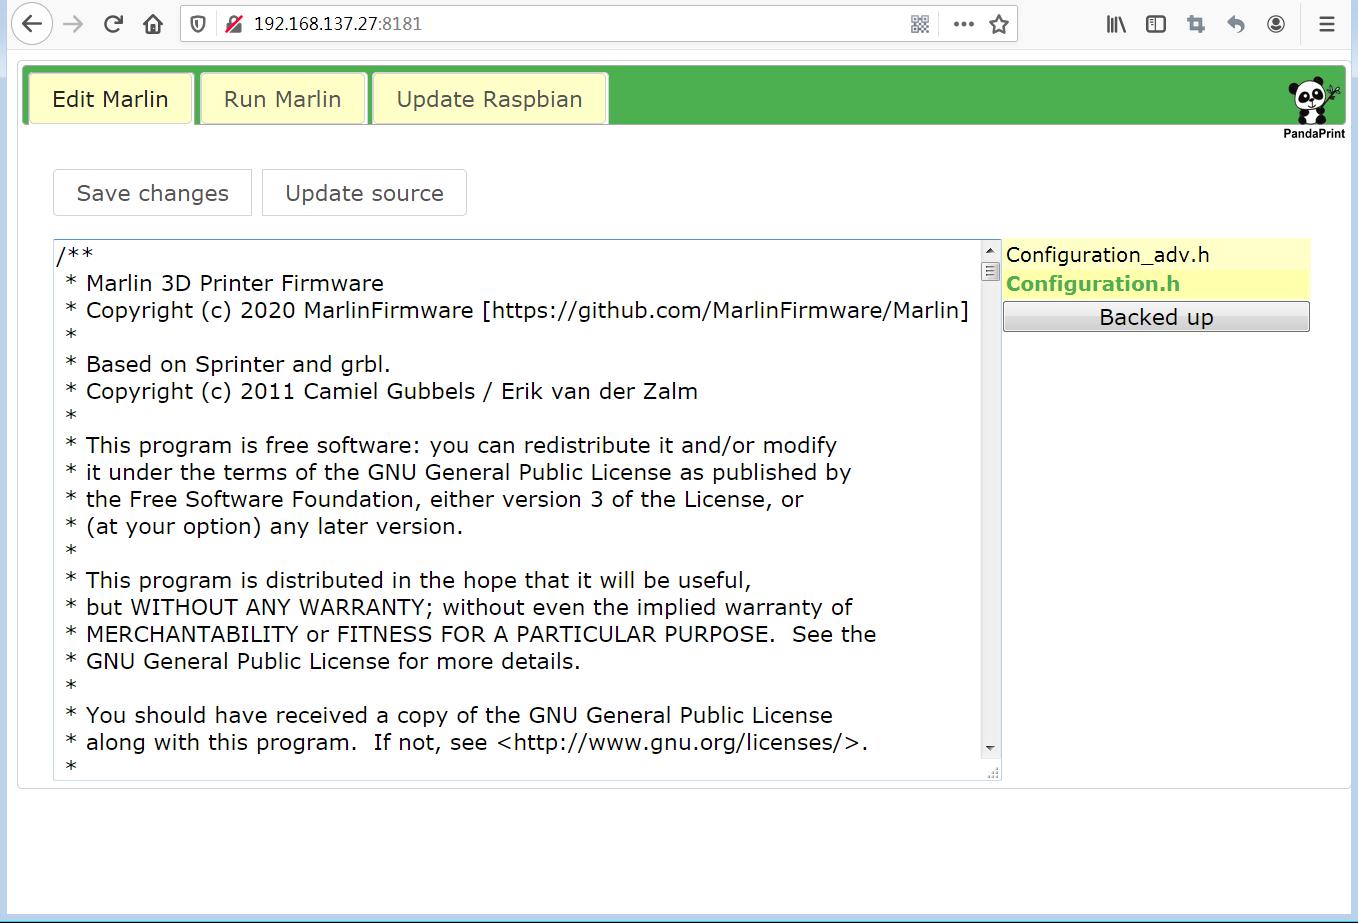 192.168.137.27:8181
Edit Marlin
Run Marlin
Update Raspbian
PandaPrint
Save changes
Update source
/**
* Marlin 3D Printer Firmware
* Copyright (c) 2020 MarlinFirmware [https://github.com/MarlinFirmware/Marlin]
*
* Based on Sprinter and grbl.
* Copyright (c) 2011 Camiel Gubbels / Erik van der Zalm
*
* This program is free software: you can redistribute it and/or modify
* it under the terms of the GNU General Public License as published by
* the Free Software Foundation, either version 3 of the License, or
* (at your option) any later version.
*
* This program is distributed in the hope that it will be useful,
* but WITHOUT ANY WARRANTY; without even the implied warranty of
* MERCHANTABILITY or FITNESS FOR A PARTICULAR PURPOSE.  See the
* GNU General Public License for more details.
*
* You should have received a copy of the GNU General Public License
* along with this program.  If not, see <http://www.gnu.org/licenses/>.
*
Configuration_adv.h
Configuration.h
Backed up